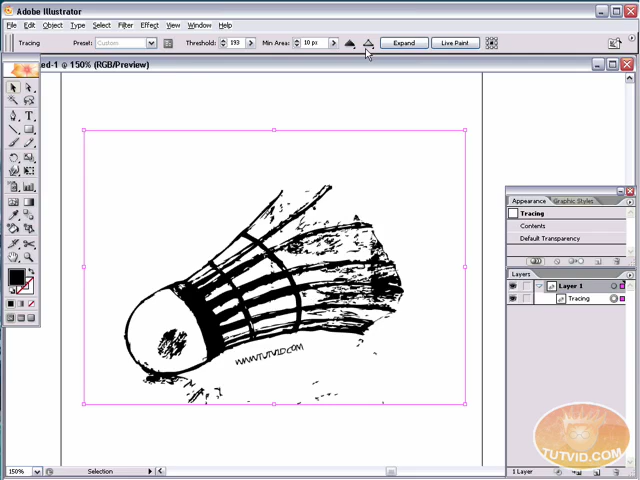 Adobe Illustrator
File Edit Object Type Select Filter Effect View Window Help
Tracing Preset: Custom Threshold: 193 Min Area: 10 px Expand Live Paint
ed-1 @ 150% (RGB/Preview)
WWW.TUTVID.COM
Appearance Graphic Styles
Tracing
Contents
Default Transparency
Layers
Layer 1
Tracing
TUTVID.COM
150% Selection 1 Layer